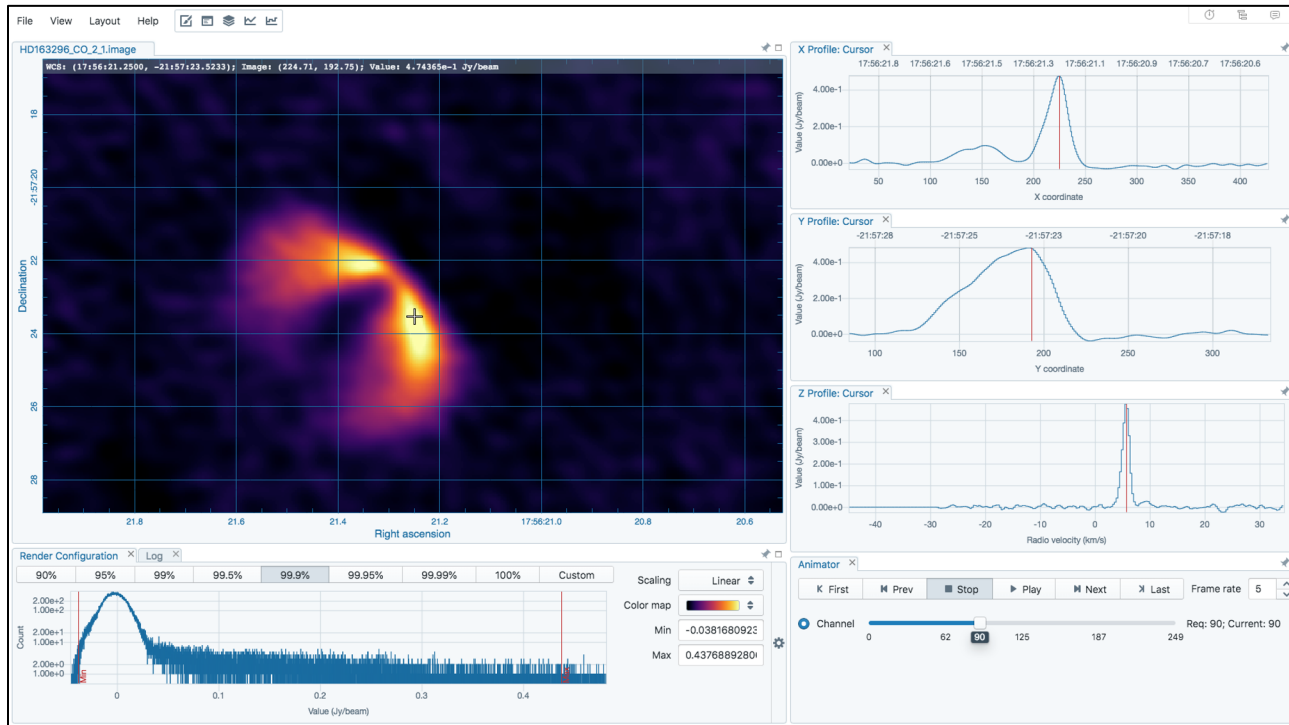 File View Layout Help
HD163296_CO_2_1.image
WCS: (17:56:21.2500, -21:57:23.5233); Image: (224.71, 192.75); Value: 4.74365e-1 Jy/beam
18
-21:57:20
22
24
26
28
Declination
21.8 21.6 21.4 21.2 17:56:21.0 20.8 20.6
Right ascension
X Profile: Cursor
17:56:21.8 17:56:21.6 17:56:21.5 17:56:21.3 17:56:21.1 17:56:20.9 17:56:20.7 17:56:20.6
Value (Jy/beam)
4.00e-1
2.00e-1
0.00e+0
50 100 150 200 250 300 350 400
X coordinate
Y Profile: Cursor
-21:57:28 -21:57:25 -21:57:23 -21:57:20 -21:57:18
Value (Jy/beam)
4.00e-1
2.00e-1
0.00e+0
100 150 200 250 300
Y coordinate
Z Profile: Cursor
Value (Jy/beam)
4.00e-1
3.00e-1
2.00e-1
1.00e-1
0.00e+0
-40 -30 -20 -10 0 10 20 30
Radio velocity (km/s)
Render Configuration Log
90% 95% 99% 99.5% 99.9% 99.95% 99.99% 100% Custom
Count
2.00e+2
1.00e+2
2.00e+1
1.00e+1
2.00e+0
1.00e+0
Min
0 0.1 0.2 0.3 0.4
Value (Jy/beam)
Scaling Linear
Color map
Min -0.0381680923
Max 0.4376889280
Animator
First Prev Stop Play Next Last Frame rate 5
Channel Req: 90; Current: 90
0 62 90 125 187 249